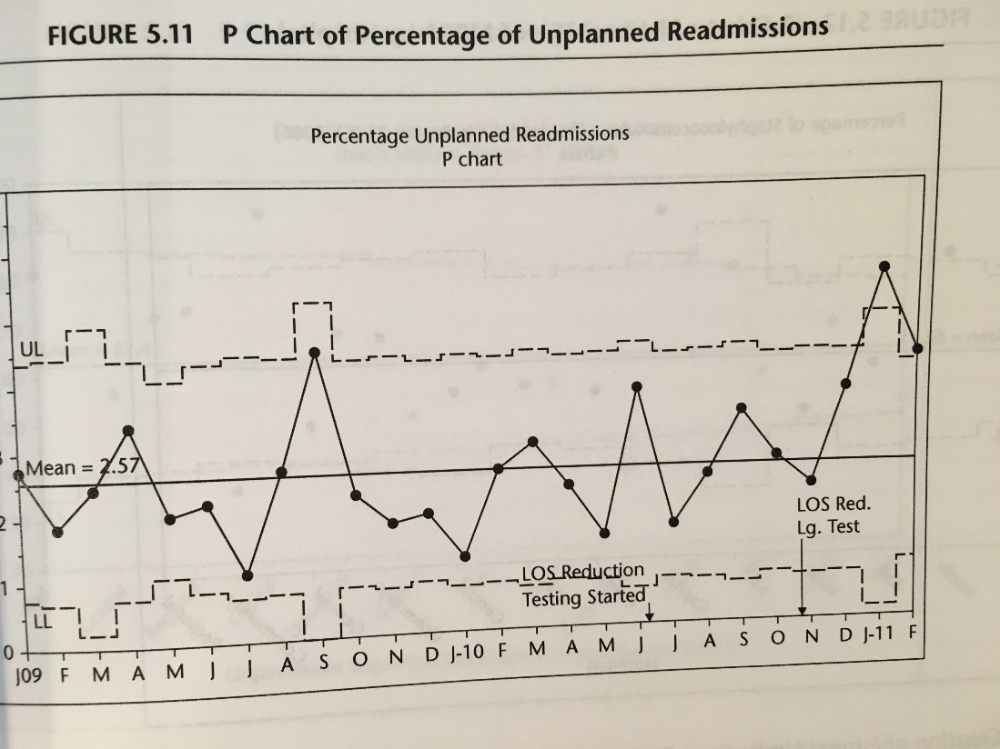 FIGURE 5.11 P Chart of Percentage of Unplanned Readmissions
Percentage Unplanned Readmissions
P chart
UL
Mean = 2.57
LOS Red.
Lg. Test
2
LOS Reduction
1
Testing Started
LL
0
J09 F M A M J J A S O N D J-10 F M A M J J A S O N D J-11 F